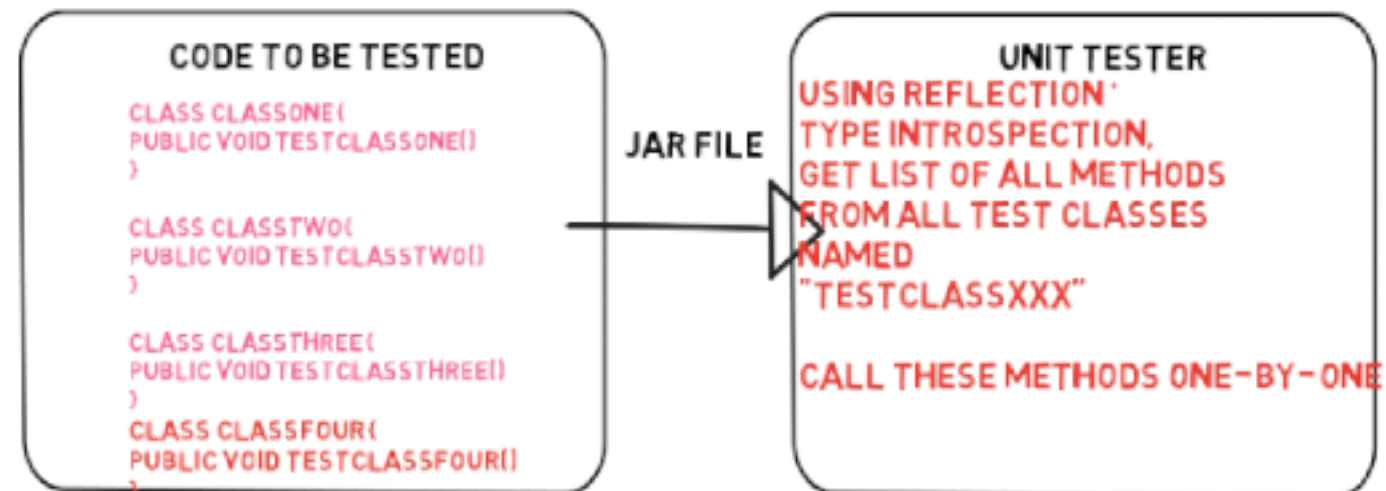 CODE TO BE TESTED
CLASS CLASSONE{
PUBLIC VOID TESTCLASSONE()
}
CLASS CLASSTWO{
PUBLIC VOID TESTCLASSTWO()
}
CLASS CLASSTHREE{
PUBLIC VOID TESTCLASSTHREE()
}
CLASS CLASSFOUR{
PUBLIC VOID TESTCLASSFOUR()
}
JAR FILE
UNIT TESTER
USING REFLECTION '
TYPE INTROSPECTION,
GET LIST OF ALL METHODS
FROM ALL TEST CLASSES
NAMED
"TESTCLASSXXX"
CALL THESE METHODS ONE-BY-ONE